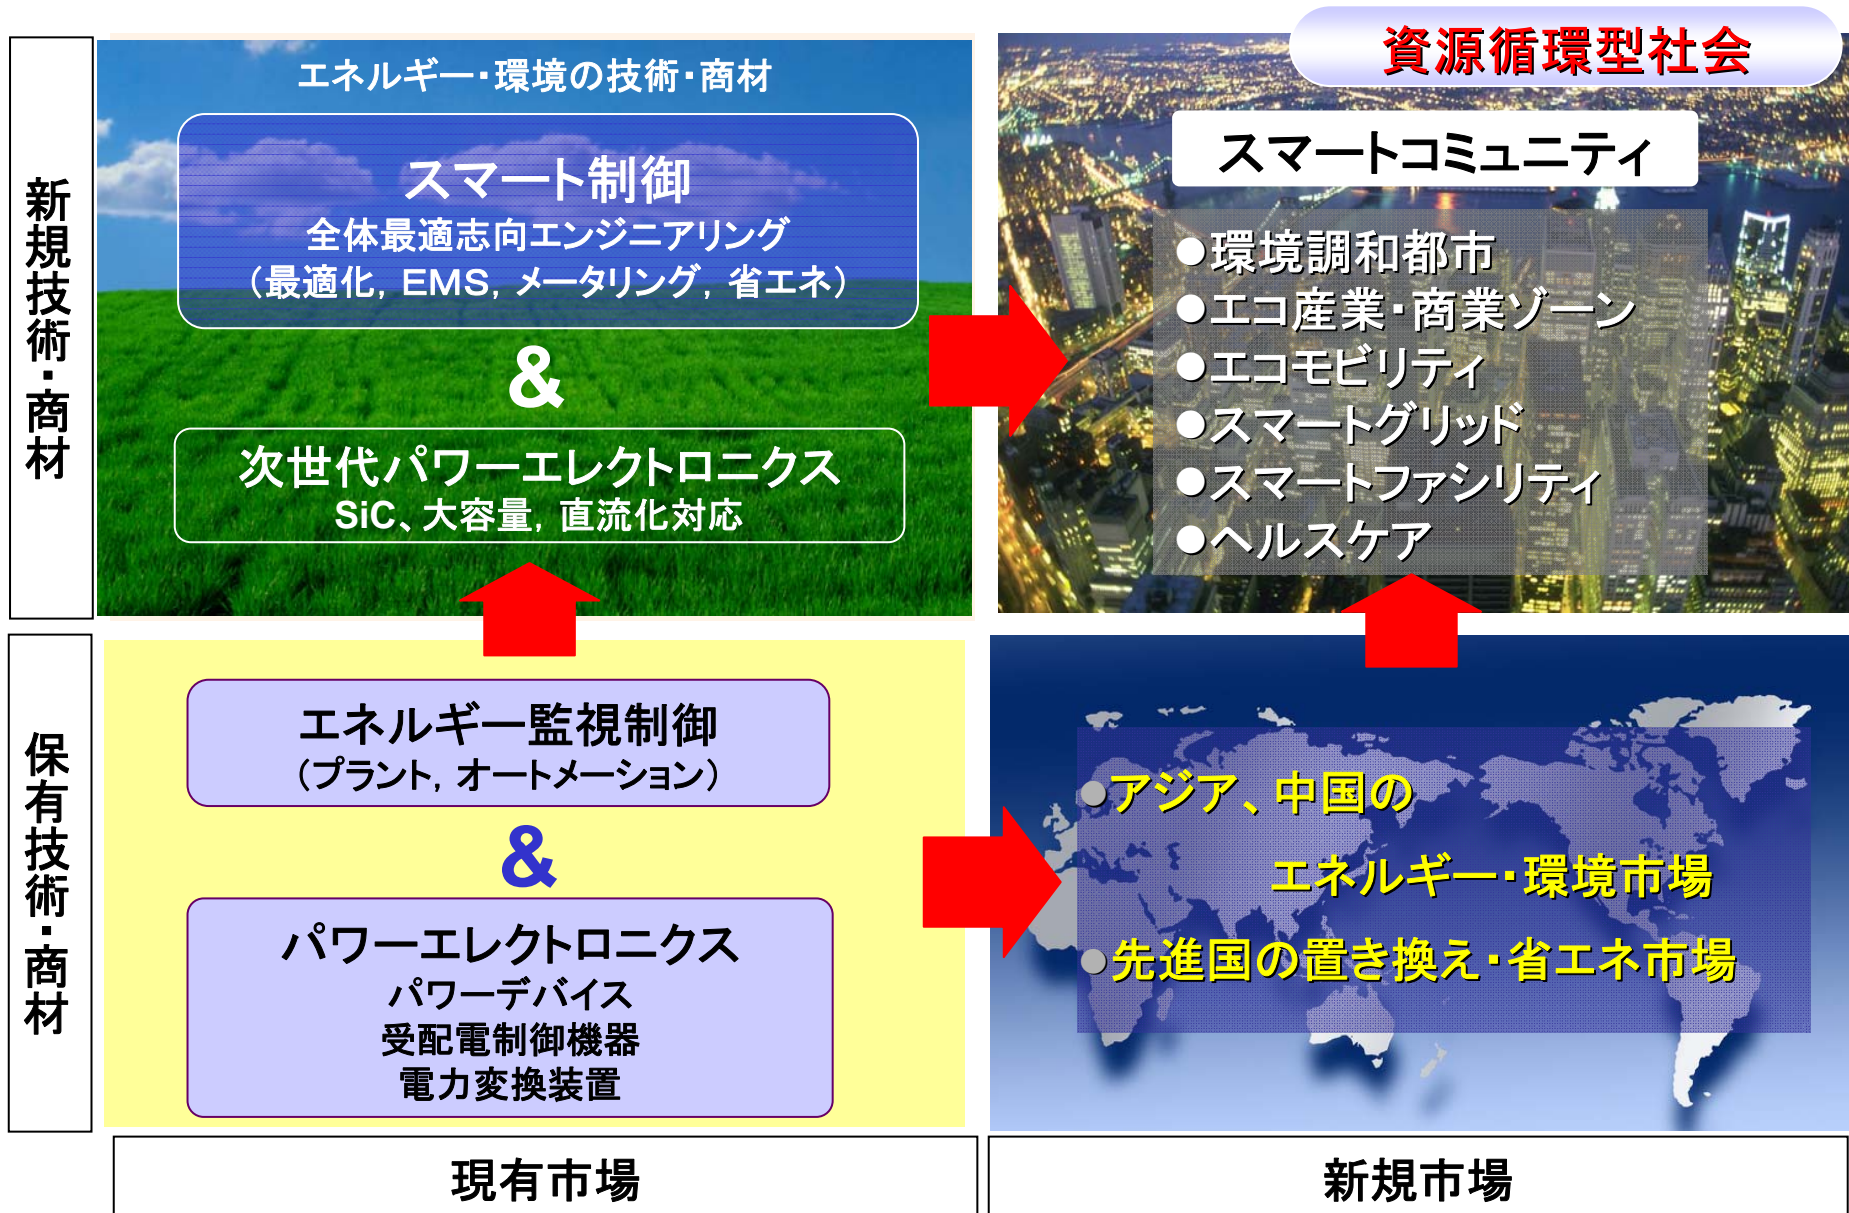 資源循環型社会
新規技術・商材
エネルギー・環境の技術・商材
スマート制御
全体最適志向エンジニアリング
（最適化, EMS, メータリング, 省エネ）
&
次世代パワーエレクトロニクス
SiC、大容量, 直流化対応
スマートコミュニティ
●環境調和都市
●エコ産業・商業ゾーン
●エコモビリティ
●スマートグリッド
●スマートファシリティ
●ヘルスケア
保有技術・商材
エネルギー監視制御
（プラント, オートメーション）
&
パワーエレクトロニクス
パワーデバイス
受配電制御機器
電力変換装置
●アジア、中国の
エネルギー・環境市場
●先進国の置き換え・省エネ市場
現有市場
新規市場